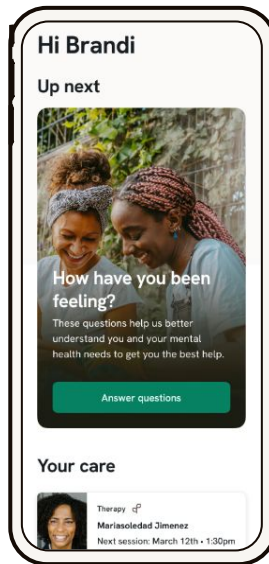 Hi Brandi
Up next
How have you been
feeling?
These questions help us better
understand you and your mental
health needs to get you the best help.
Answer questions
Your care
Therapy
Mariasoledad Jimenez
Next session: March 12th • 1:30pm